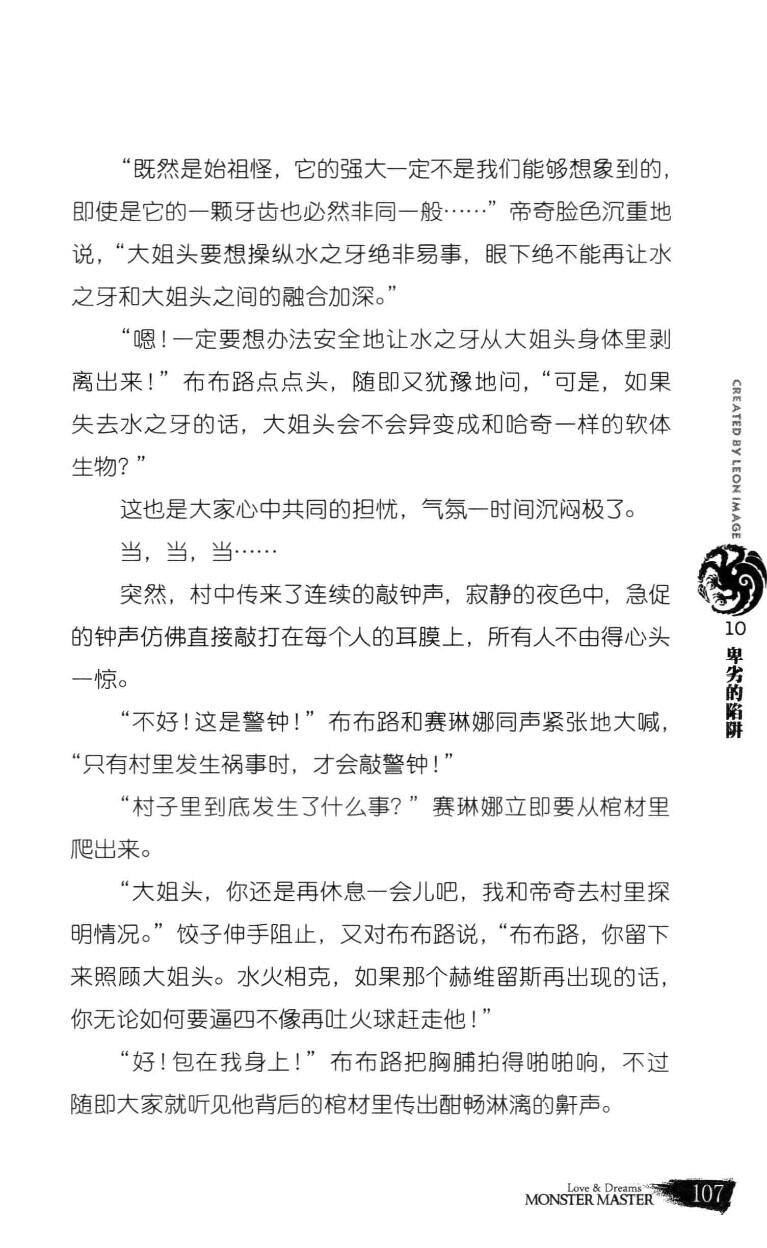 “既然是始祖怪，它的强大一定不是我们能够想象到的，
即使是它的一颗牙齿也必然非同一般……”帝奇脸色沉重地
说，“大姐头要想操纵水之牙绝非易事，眼下绝不能再让水
之牙和大姐头之间的融合加深。”
“嗯！一定要想办法安全地让水之牙从大姐头身体里剥
离出来！”布布路点点头，随即又犹豫地问，“可是，如果
失去水之牙的话，大姐头会不会异变成和哈奇一样的软体
生物？”
这也是大家心中共同的担忧，气氛一时间沉闷极了。
当，当，当……
突然，村中传来了连续的敲钟声，寂静的夜色中，急促
的钟声仿佛直接敲打在每个人的耳膜上，所有人不由得心头
一惊。
“不好！这是警钟！”布布路和赛琳娜同声紧张地大喊，
“只有村里发生祸事时，才会敲警钟！”
“村子里到底发生了什么事？”赛琳娜立即要从棺材里
爬出来。
“大姐头，你还是再休息一会儿吧，我和帝奇去村里探
明情况。”饺子伸手阻止，又对布布路说，“布布路，你留下
来照顾大姐头。水火相克，如果那个赫维留斯再出现的话，
你无论如何要逼四不像再吐火球赶走他！”
“好！包在我身上！”布布路把胸脯拍得啪啪响，不过
随即大家就听见他背后的棺材里传出酣畅淋漓的鼾声。
CREATED BY LEON IMAGE
10
卑劣的陷阱
Love & Dreams
MONSTER MASTER
107